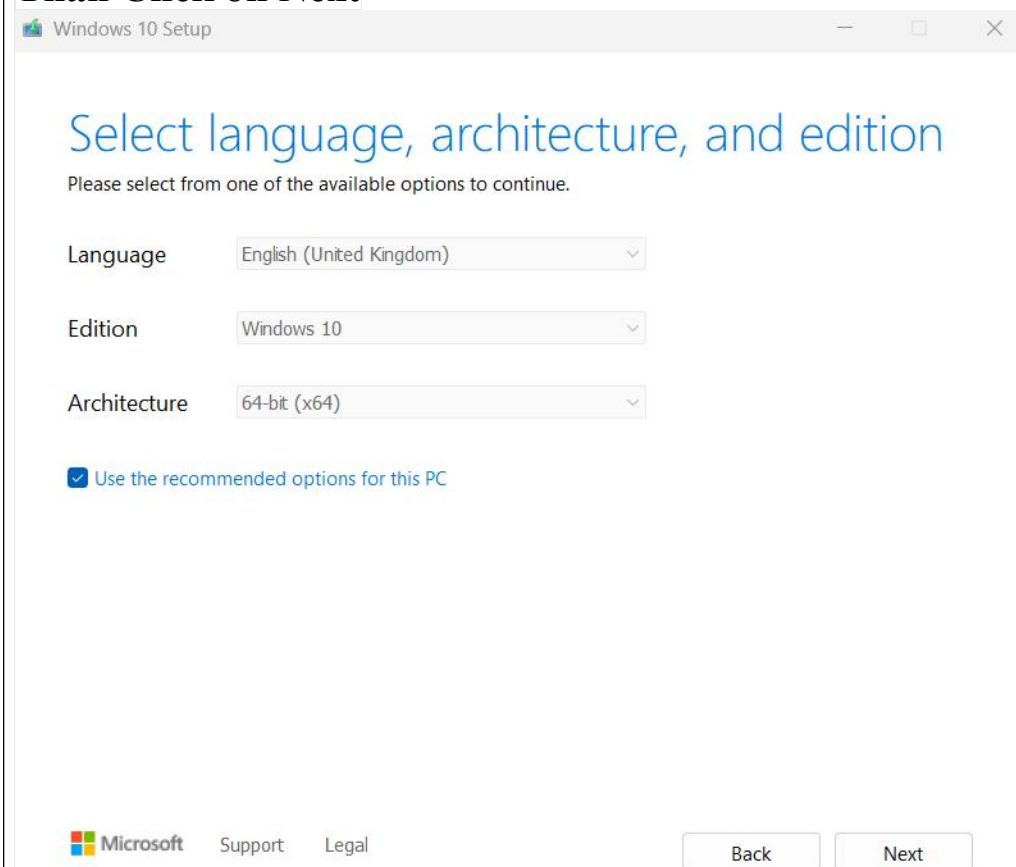 Windows 10 Setup
Select language, architecture, and edition
Please select from one of the available options to continue.
Language English (United Kingdom)
Edition Windows 10
Architecture 64-bit (x64)
Use the recommended options for this PC
Microsoft Support Legal Back Next